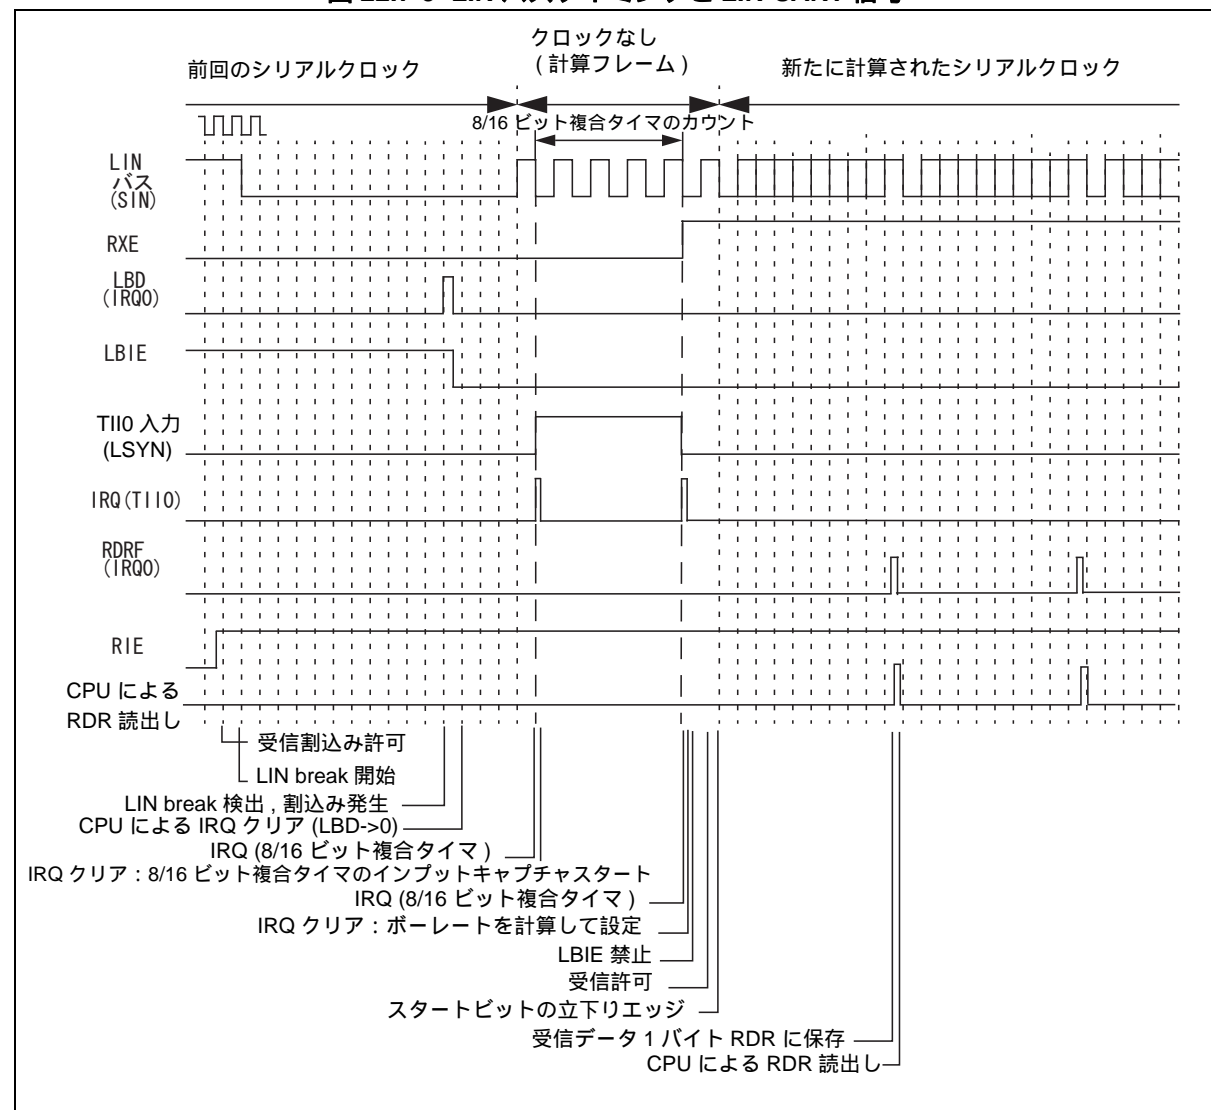 クロックなし
前回のシリアルクロック
(計算フレーム)
新たに計算されたシリアルクロック
8/16 ビット複合タイマのカウント
LIN
バス
(SIN)
RXE
LBD
(IRQ0)
LBIE
TII0 入力
(LSYN)
IRQ(TII0)
RDRF
(IRQ0)
RIE
CPU による
RDR 読出し
受信割込み許可
LIN break 開始
LIN break 検出 , 割込み発生
CPU による IRQ クリア (LBD->0)
IRQ (8/16 ビット複合タイマ )
IRQ クリア : 8/16 ビット複合タイマのインプットキャプチャスタート
IRQ (8/16 ビット複合タイマ )
IRQ クリア : ボーレートを計算して設定
LBIE 禁止
受信許可
スタートビットの立下りエッジ
受信データ 1 バイト RDR に保存
CPU による RDR 読出し